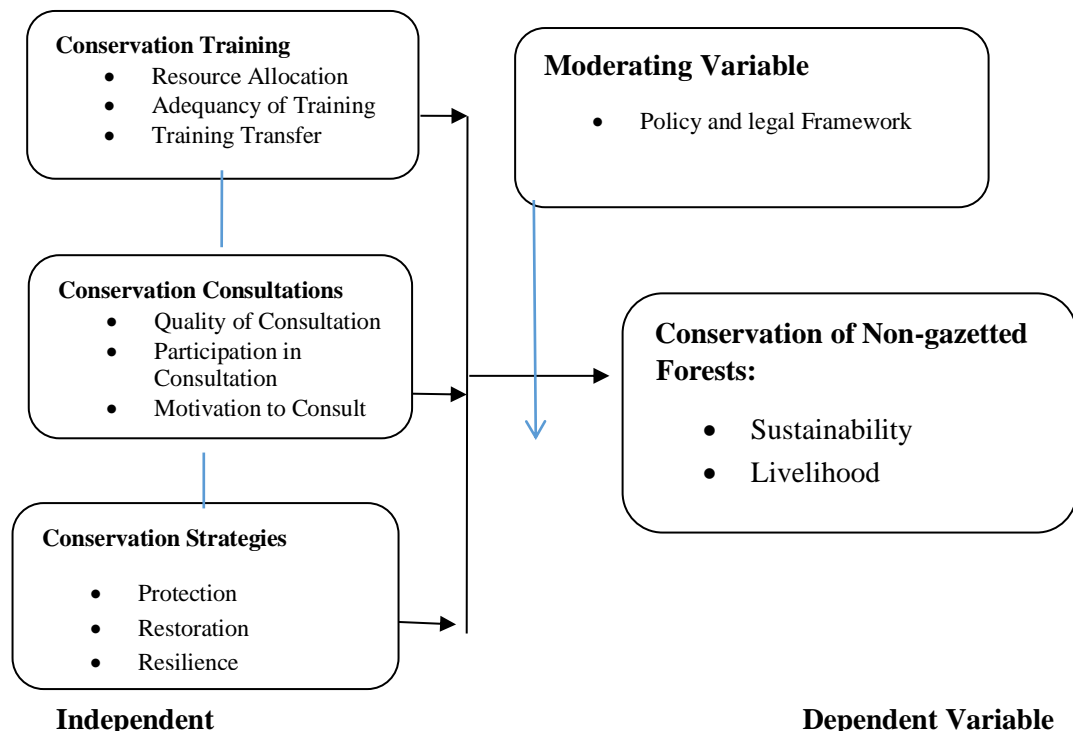 Conservation Training
• Resource Allocation
• Adequancy of Training
• Training Transfer
Moderating Variable
• Policy and legal Framework
Conservation Consultations
• Quality of Consultation
• Participation in
Consultation
• Motivation to Consult
Conservation of Non-gazetted
Forests:
• Sustainability
• Livelihood
Conservation Strategies
• Protection
• Restoration
• Resilience
Independent
Dependent Variable